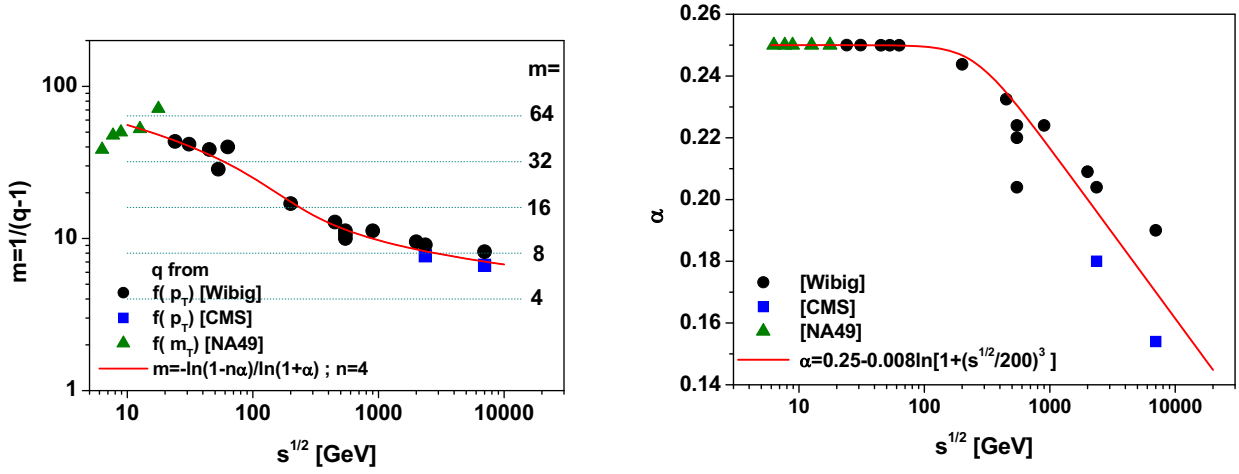 m=
100
64
32
16
10
8
4
1
m=1/(q-1)
q from
f( p_T) [Wibig]
f( p_T) [CMS]
f( m_T) [NA49]
m=-ln(1-nα)/ln(1+α) ; n=4
10 100 1000 10000
s^1/2 [GeV]
0.26
0.24
0.22
0.20
0.18
0.16
0.14
α
[Wibig]
[CMS]
[NA49]
α=0.25-0.008ln[1+(s^1/2/200)^3 ]
10 100 1000 10000
s^1/2 [GeV]